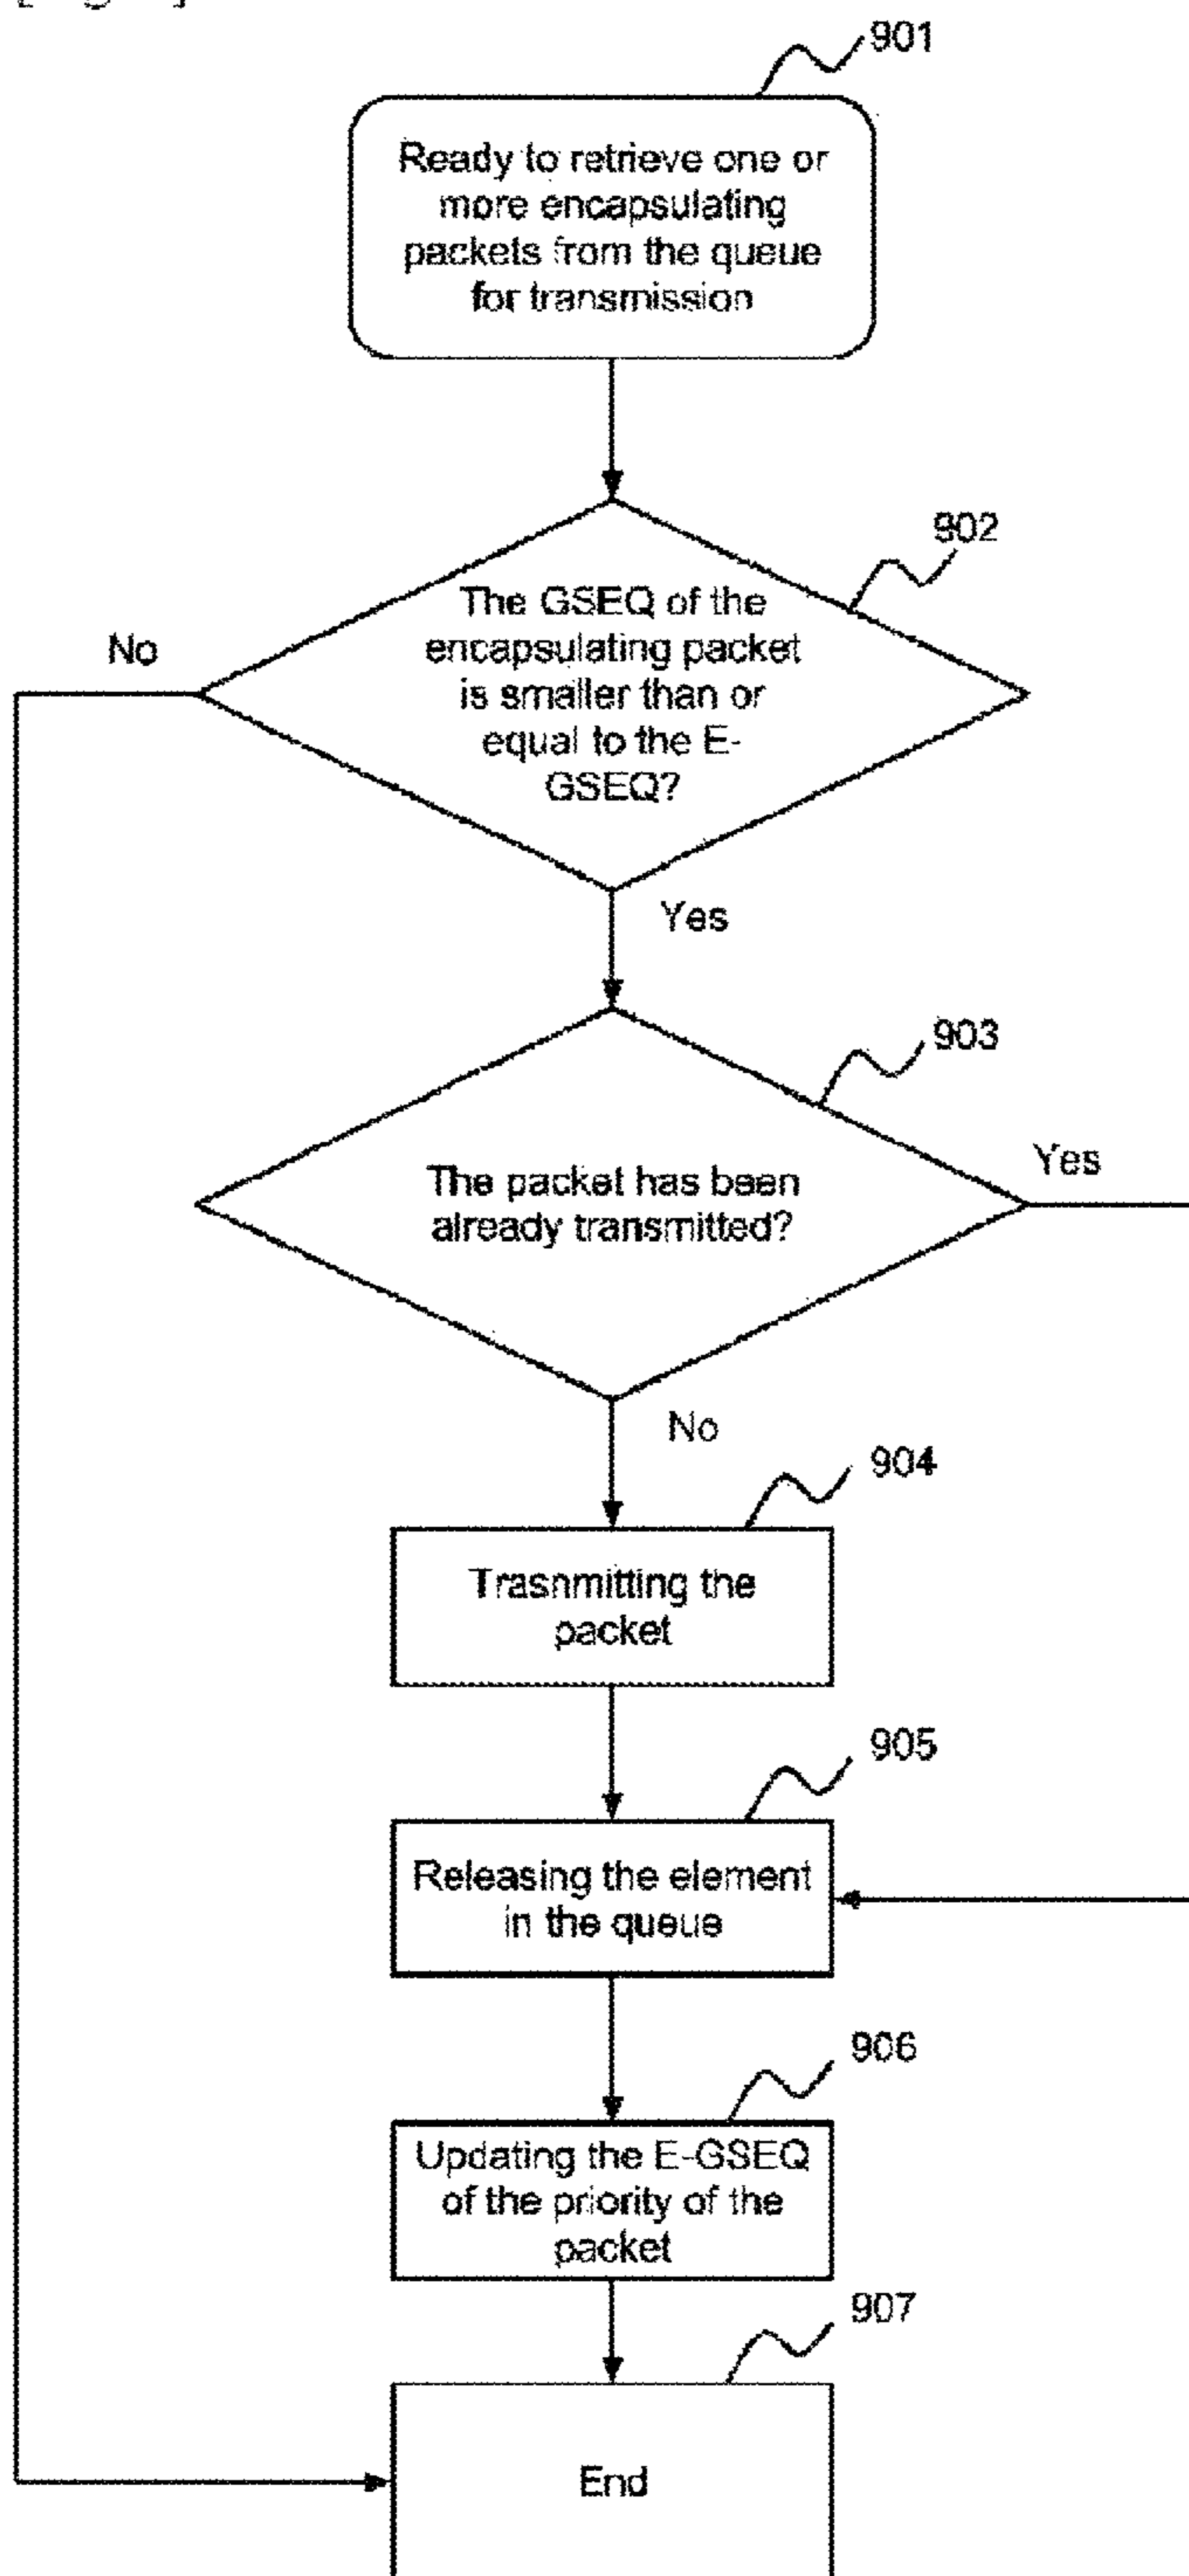 901
Ready to retrieve one or
more encapsulating
packets from the queue
for transmission
902
The GSEQ of the
encapsulating packet
is smaller than or
equal to the E-
GSEQ?
No
Yes
903
The packet has been
already transmitted?
Yes
No
904
Trasnmitting the
packet
905
Releasing the element
in the queue
906
Updating the E-GSEQ
of the priority of the
packet
907
End